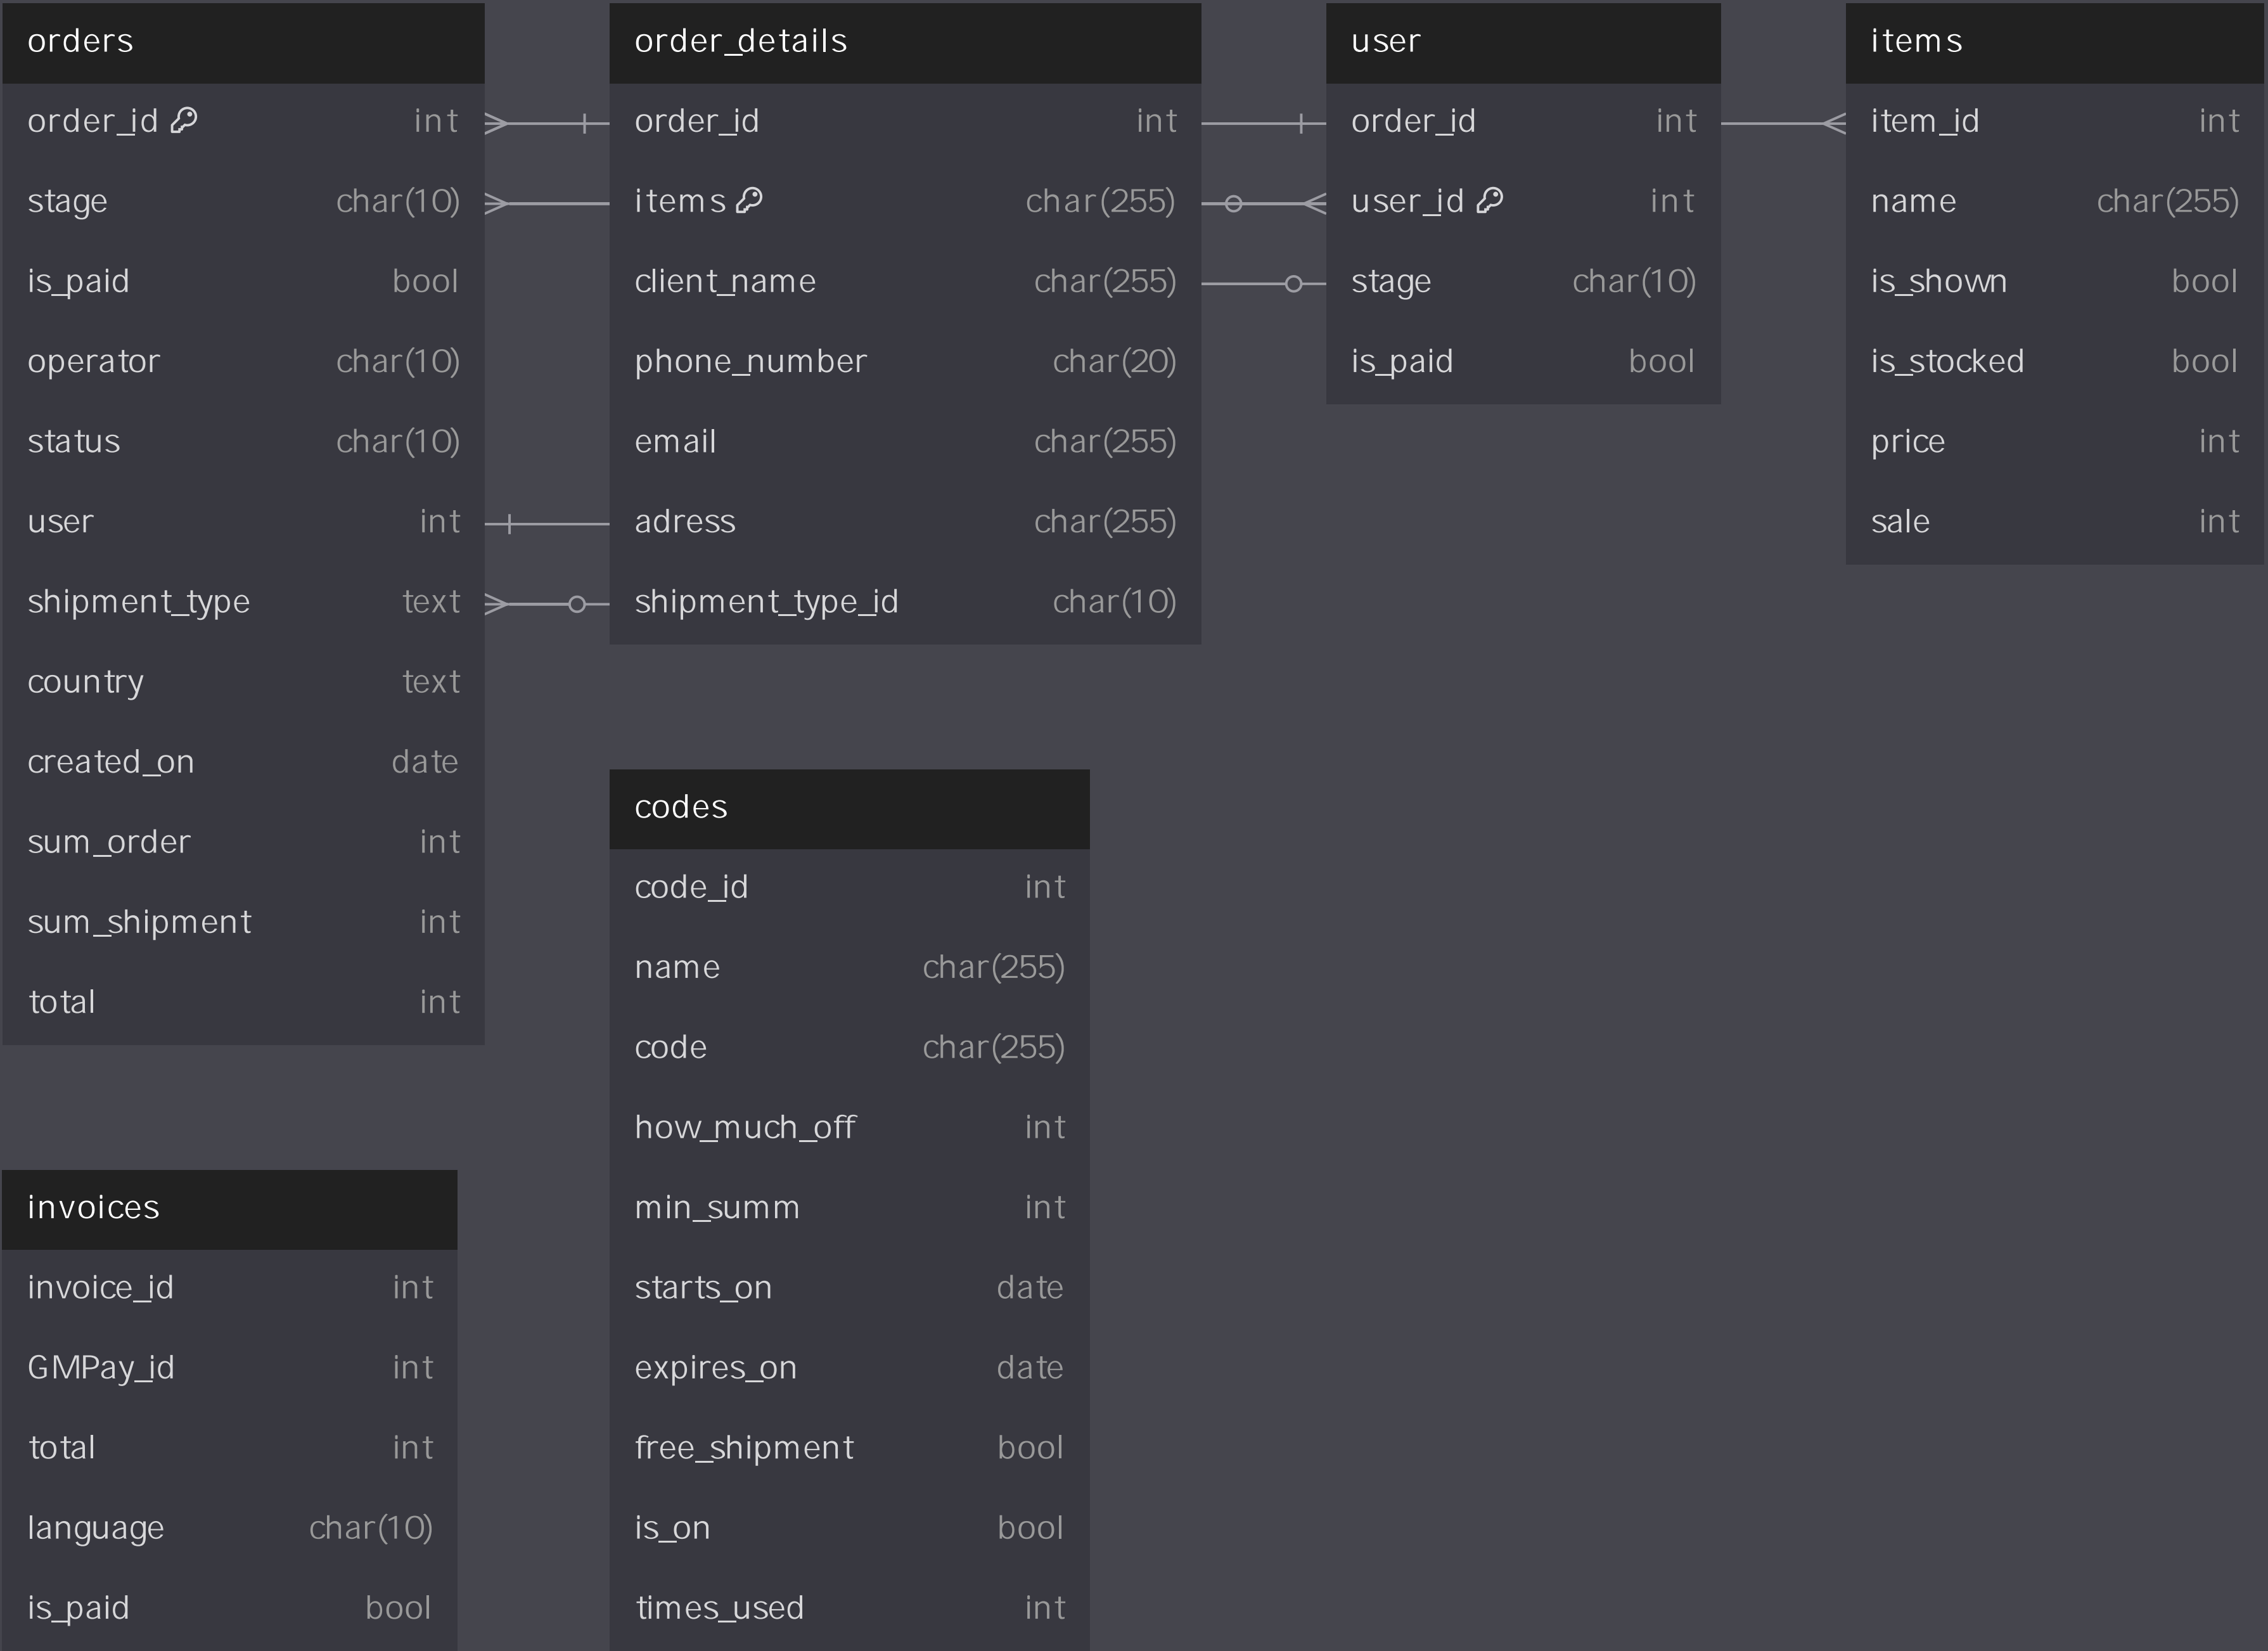 orders
order_id int
stage char(10)
is_paid bool
operator char(10)
status char(10)
user int
shipment_type text
country text
created_on date
sum_order int
sum_shipment int
total int
order_details
order_id int
items char(255)
client_name char(255)
phone_number char(20)
email char(255)
adress char(255)
shipment_type_id char(10)
user
order_id int
user_id int
stage char(10)
is_paid bool
items
item_id int
name char(255)
is_shown bool
is_stocked bool
price int
sale int
codes
code_id int
name char(255)
code char(255)
how_much_off int
min_summ int
starts_on date
expires_on date
free_shipment bool
is_on bool
times_used int
invoices
invoice_id int
GMPay_id int
total int
language char(10)
is_paid bool